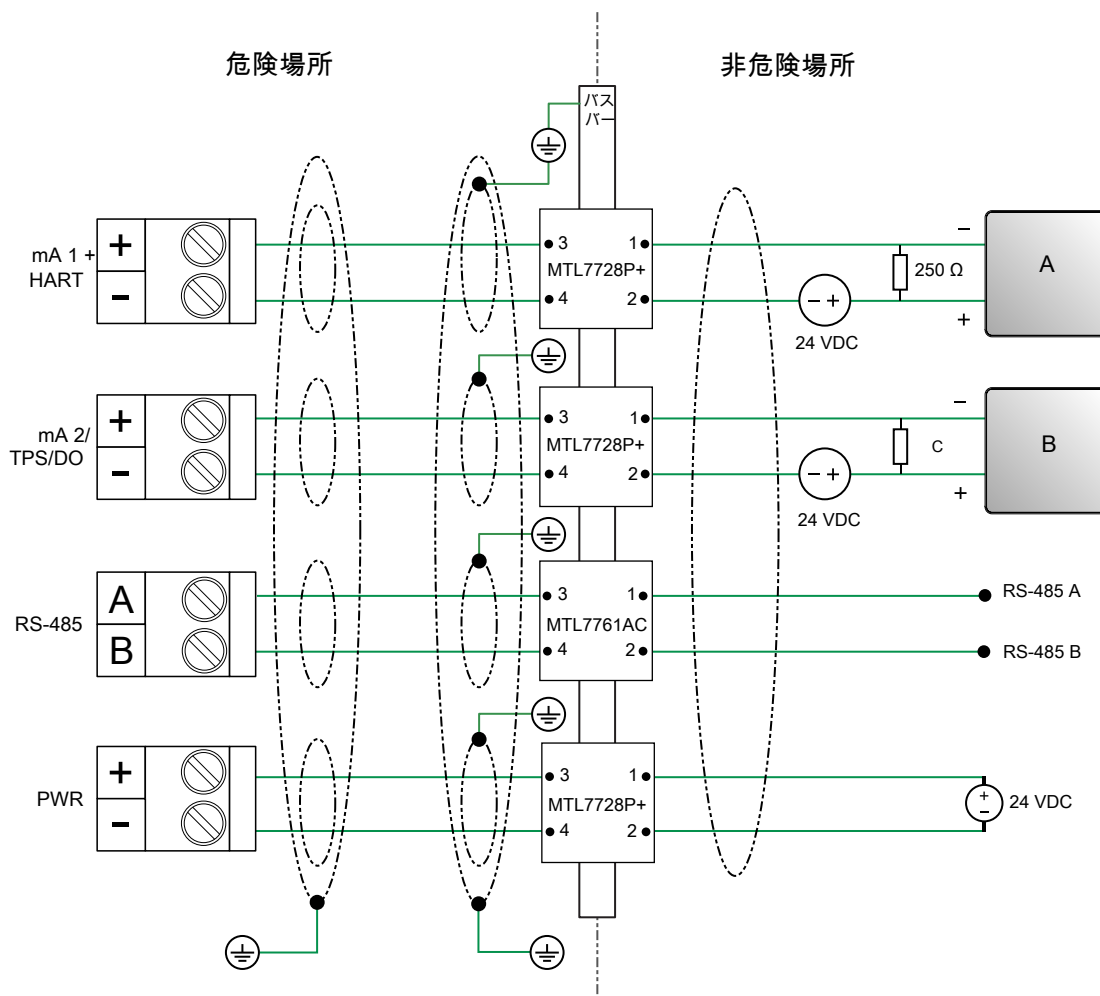 危険場所
非危険場所
バス
バー
mA 1 +
HART
+
-
3
4
MTL7728P+
1
2
- +
24 VDC
250 Ω
-
+
A
mA 2/
TPS/DO
+
-
3
4
MTL7728P+
1
2
- +
24 VDC
C
-
+
B
RS-485
A
B
3
4
MTL7761AC
1
2
RS-485 A
RS-485 B
PWR
+
-
3
4
MTL7728P+
1
2
+
-
24 VDC